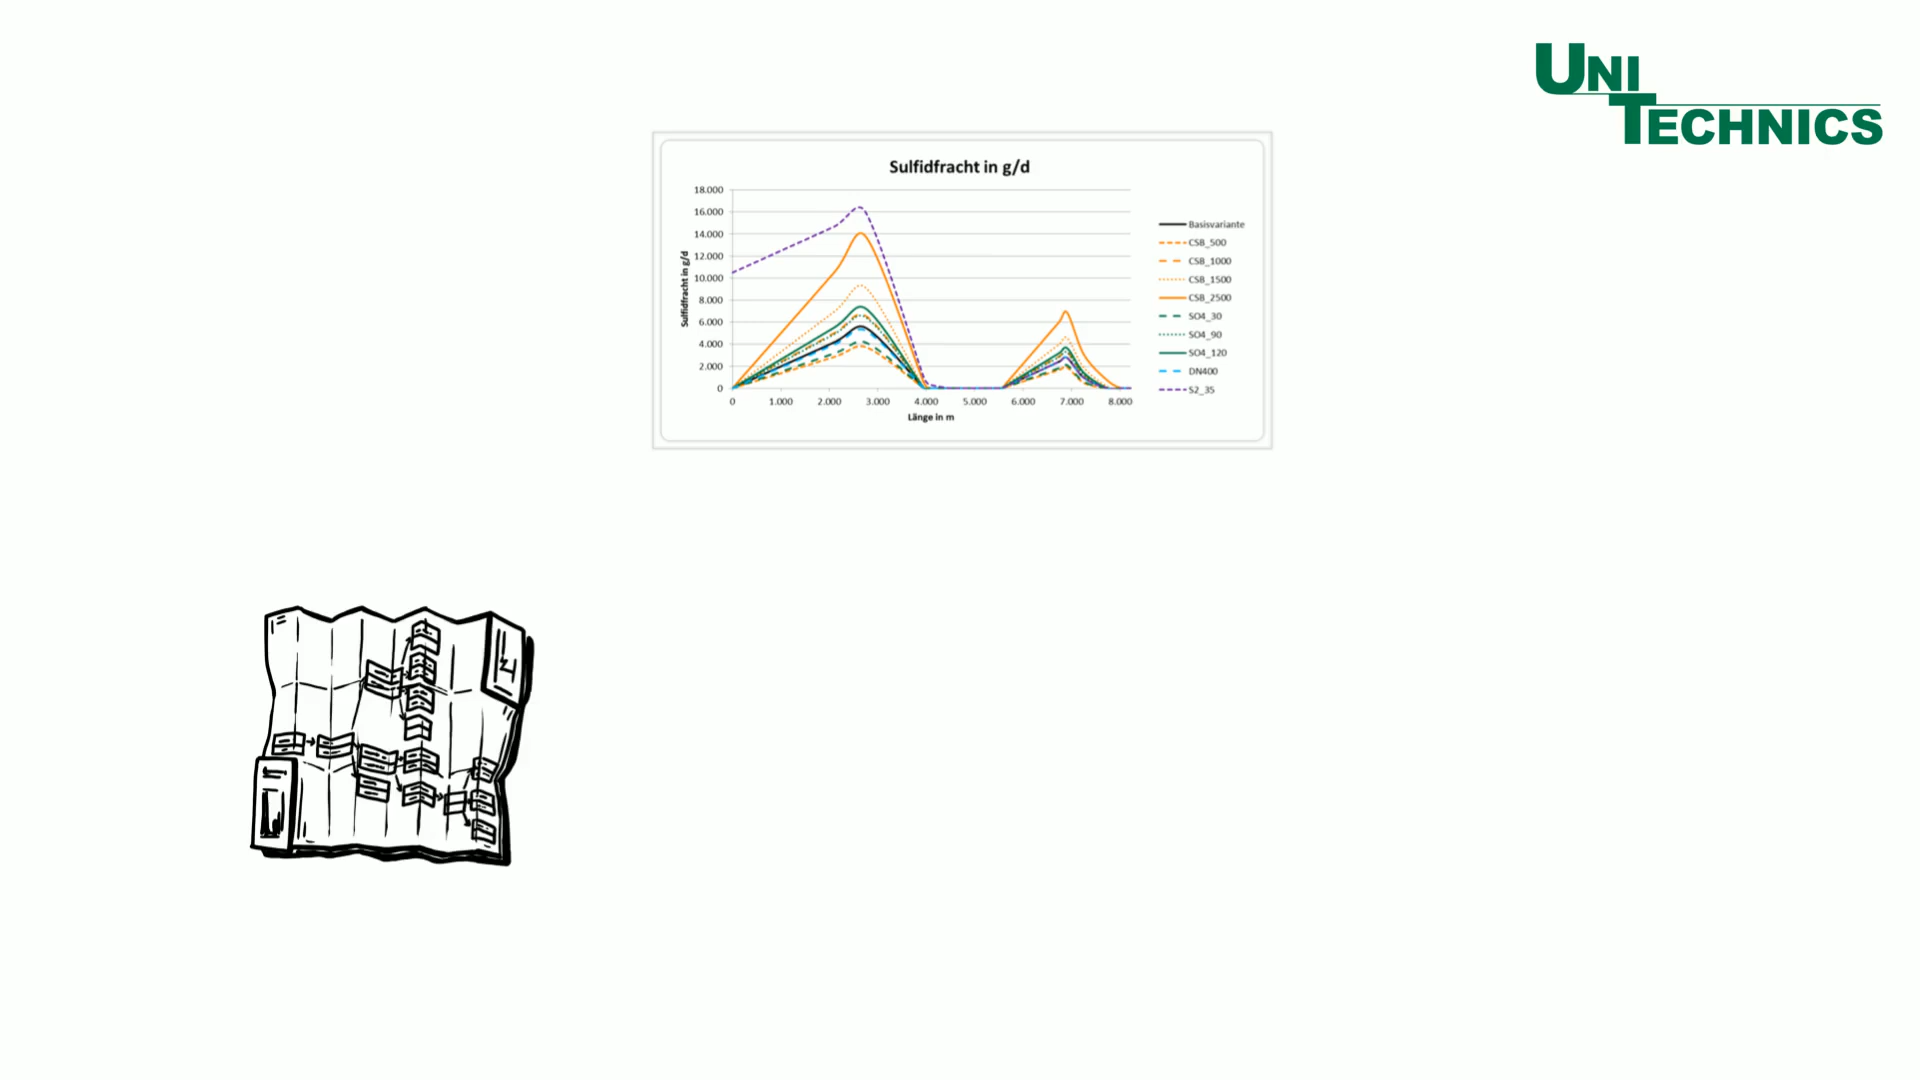 UNI
TECHNICS
Sulfidfracht in g/d
18.000
16.000
14.000
12.000
10.000
8.000
6.000
4.000
2.000
0
Sulfidfracht in g/d
0 1.000 2.000 3.000 4.000 5.000 6.000 7.000 8.000
Länge in m
Basisvariante
CSB_500
CSB_1000
CSB_1500
CSB_2500
SO4_30
SO4_90
SO4_120
DN400
S2_35